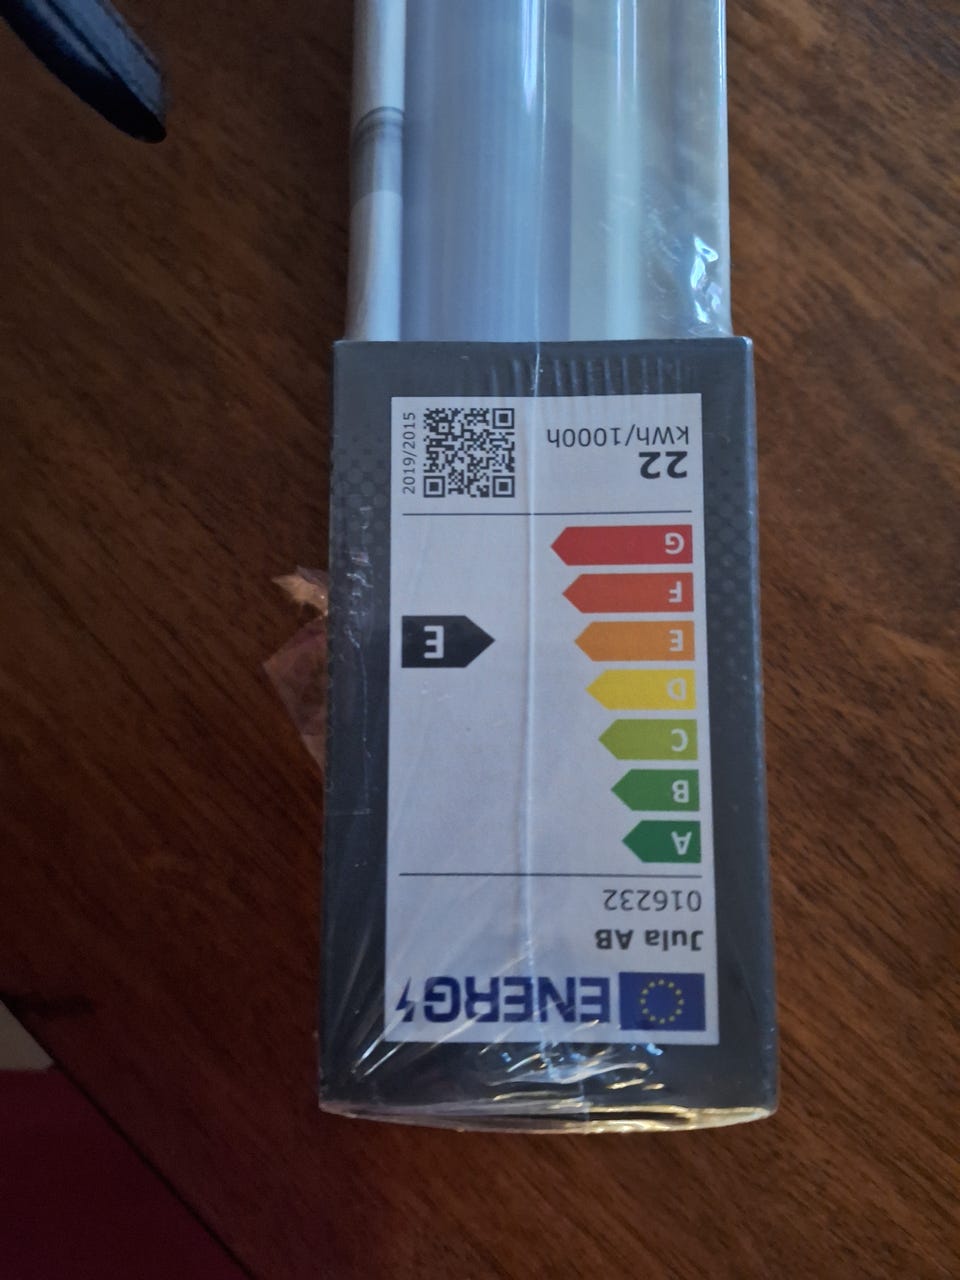 ENERG
Jula AB
016232
A
B
C
D
E
F
G
E
22
kWh/1000h
2019/2015